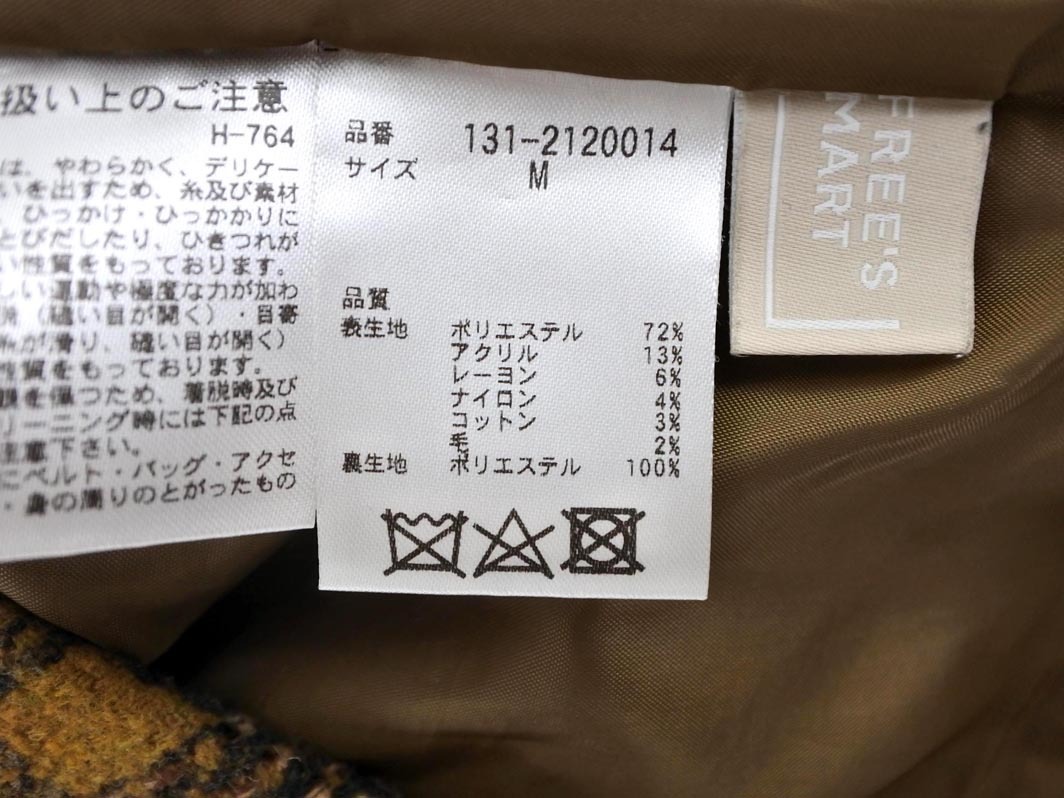 扱い上のご注意
H-764
は、やわらかく、デリケー
いを出すため、糸及び素材
、ひっかけ・ひっかかりに
とびだしたり、ひきつれが
い性質をもっております。
しい運動や極度な力が加わ
（縫い目が開く）・目寄
糸が滑り、縫い目が開く）
性質をもっております。
を保つため、着脱時及び
リーニング時には下記の点
注意下さい。
にベルト・バッグ・アクセ
・身の周りのとがったもの
品番 131-2120014
サイズ M
品質
表生地 ポリエステル 72%
アクリル 13%
レーヨン 6%
ナイロン 4%
コットン 3%
毛 2%
裏生地 ポリエステル 100%
FREE'S
MART